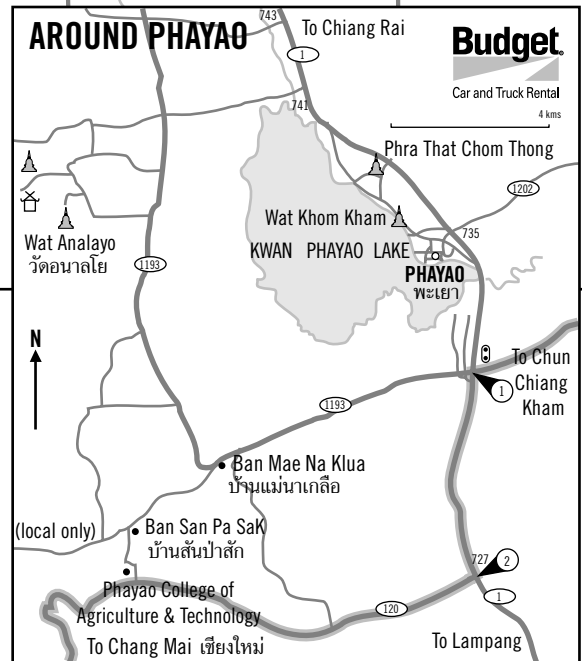 AROUND PHAYAO
743
To Chiang Rai
Budget®
Car and Truck Rental
1
741
4 kms
Phra That Chom Thong
1202
Wat Khom Kham
735
KWAN PHAYAO LAKE
PHAYAO
พะเยา
Wat Analayo
วัดอนาลโย
1193
N
To Chun
Chiang
Kham
1
1193
Ban Mae Na Klua
บ้านแม่นาเกลือ
(local only)
Ban San Pa SaK
บ้านสันป่าสัก
727
2
Phayao College of
Agriculture & Technology
120
1
To Chang Mai เชียงใหม่
To Lampang